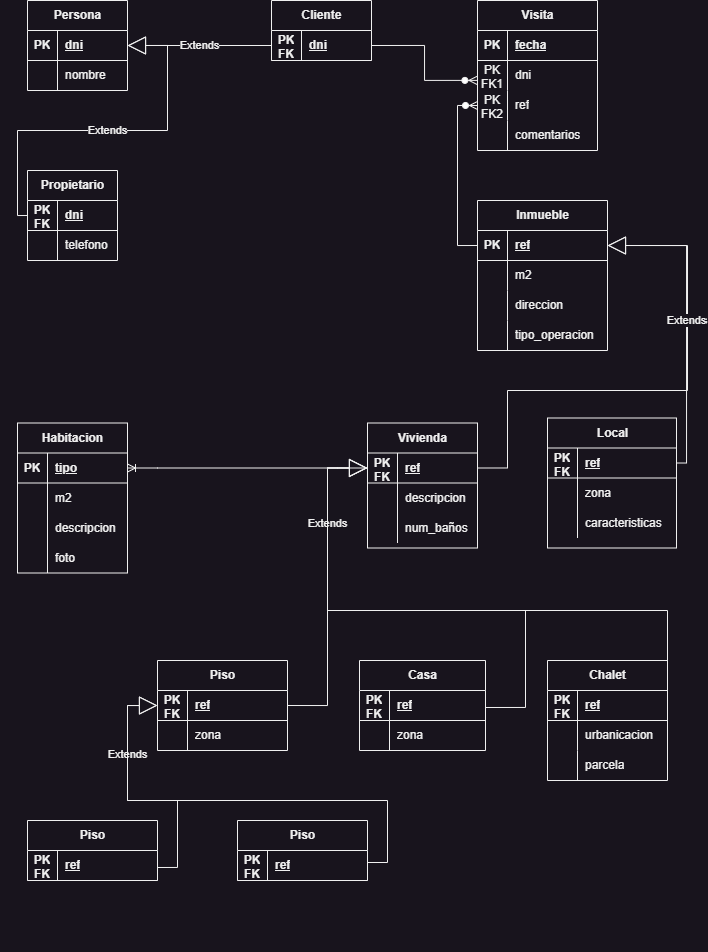 Persona
PK dni
nombre
Extends
Cliente
PK
FK
dni
Visita
PK fecha
PK
FK1
dni
PK
FK2
ref
comentarios
Extends
Propietario
PK
FK
dni
telefono
Inmueble
PK ref
m2
direccion
tipo_operacion
Extends
Habitacion
PK tipo
m2
descripcion
foto
Vivienda
PK
FK
ref
descripcion
num_baños
Local
PK
FK
ref
zona
caracteristicas
Extends
Piso
PK
FK
ref
zona
Casa
PK
FK
ref
zona
Chalet
PK
FK
ref
urbanicacion
parcela
Extends
Piso
PK
FK
ref
Piso
PK
FK
ref